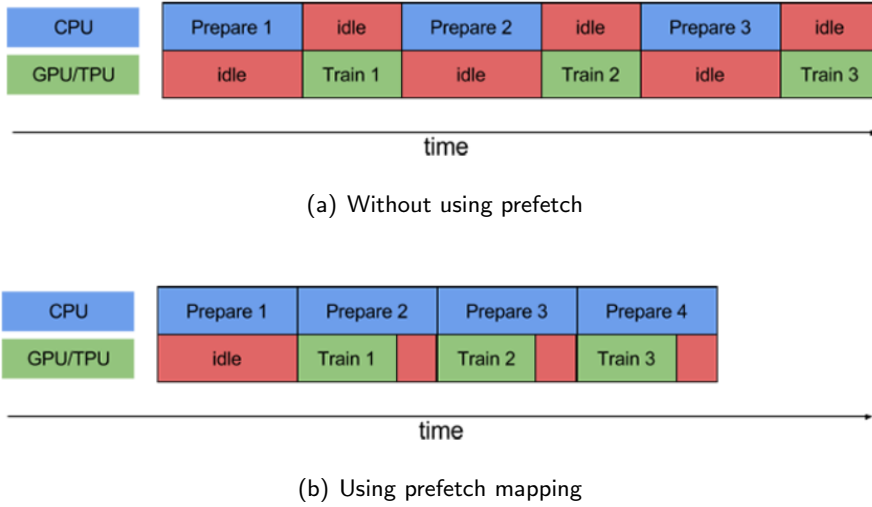 CPU Prepare 1 idle Prepare 2 idle Prepare 3 idle
GPU/TPU idle Train 1 idle Train 2 idle Train 3
time
(a) Without using prefetch
CPU Prepare 1 Prepare 2 Prepare 3 Prepare 4
GPU/TPU idle Train 1 Train 2 Train 3
time
(b) Using prefetch mapping